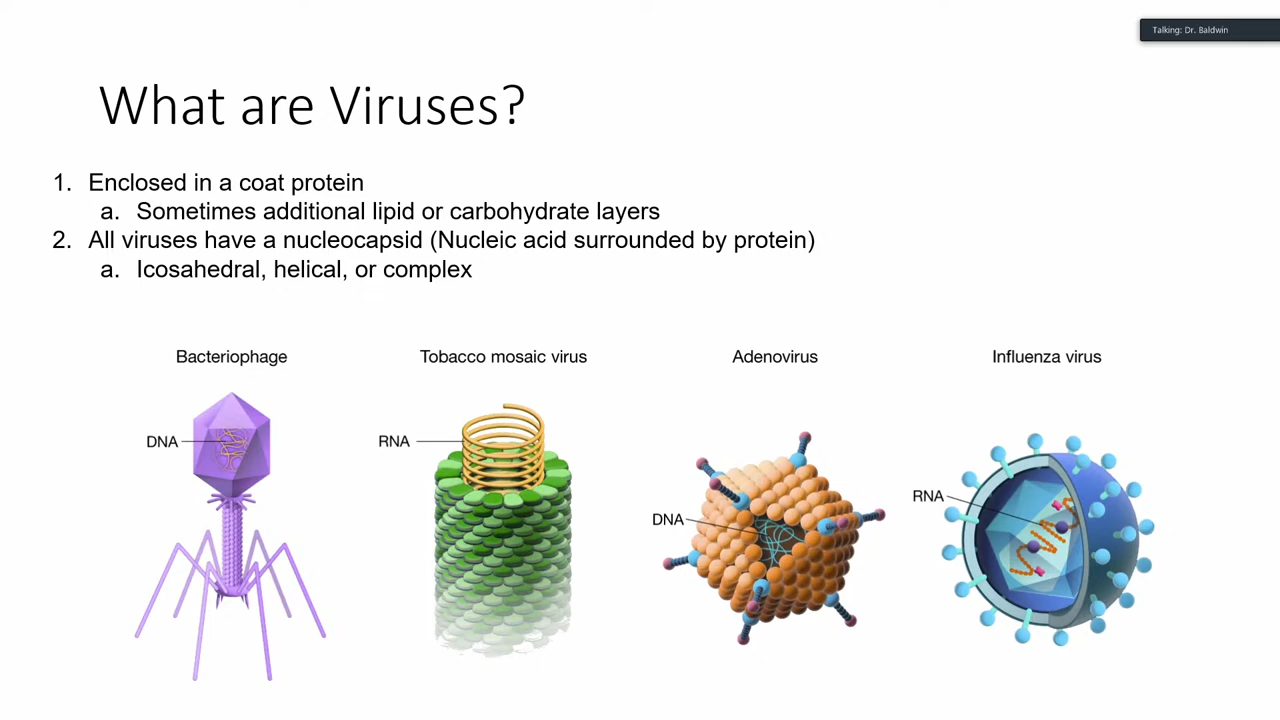 Talking: Dr. Baldwin
What are Viruses?
1. Enclosed in a coat protein
a. Sometimes additional lipid or carbohydrate layers
2. All viruses have a nucleocapsid (Nucleic acid surrounded by protein)
a. Icosahedral, helical, or complex
Bacteriophage
Tobacco mosaic virus
Adenovirus
Influenza virus
DNA
RNA
DNA
RNA